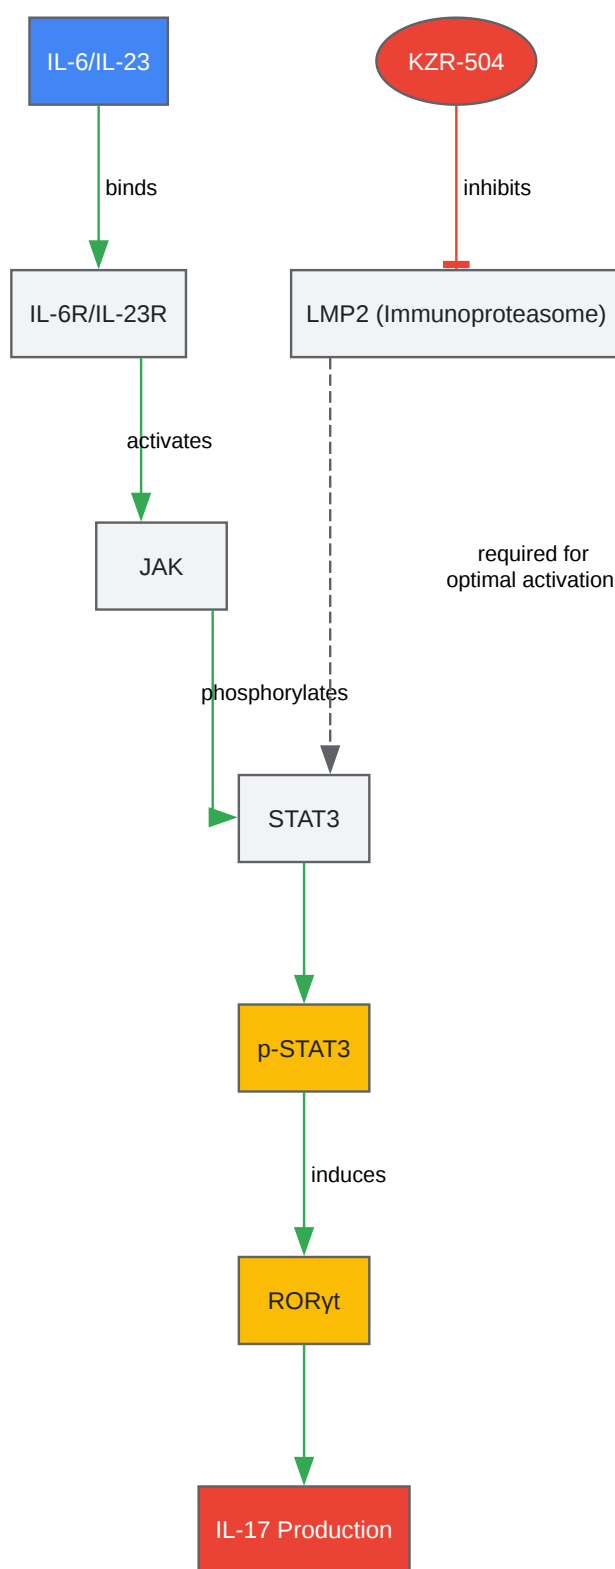 IL-6/IL-23
KZR-504
binds
inhibits
IL-6R/IL-23R
LMP2 (Immunoproteasome)
activates
required for
optimal activation
JAK
phosphorylates
STAT3
p-STAT3
induces
RORγt
IL-17 Production